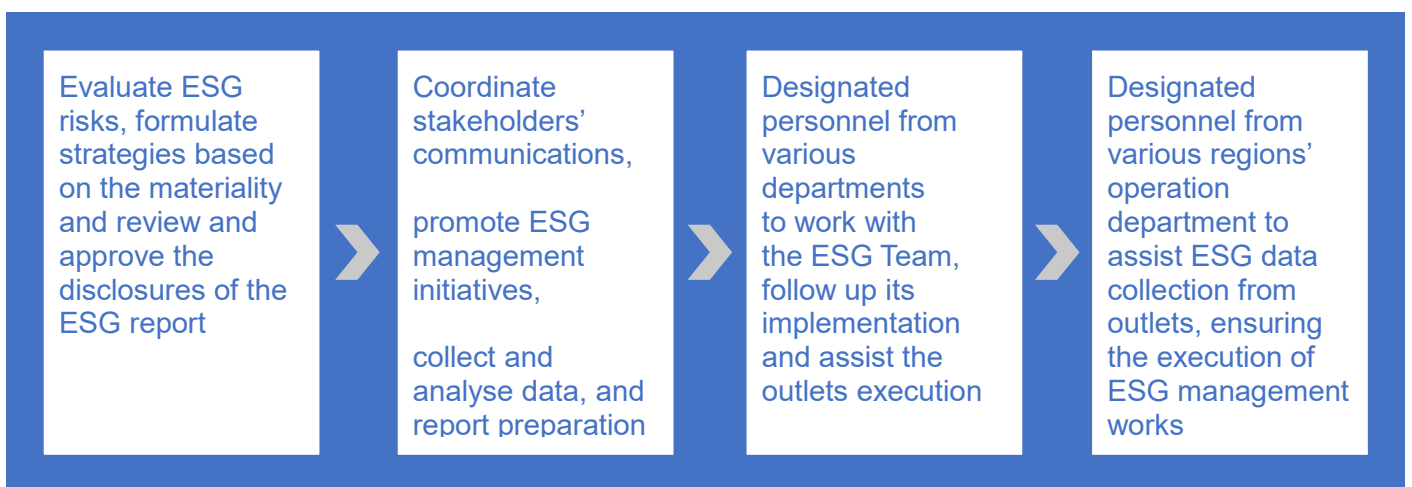 Evaluate ESG
risks, formulate
strategies based
on the materiality
and review and
approve the
disclosures of the
ESG report
Coordinate
stakeholders’
communications,
promote ESG
management
initiatives,
collect and
analyse data, and
report preparation
Designated
personnel from
various
departments
to work with
the ESG Team,
follow up its
implementation
and assist the
outlets execution
Designated
personnel from
various regions’
operation
department to
assist ESG data
collection from
outlets, ensuring
the execution of
ESG management
works